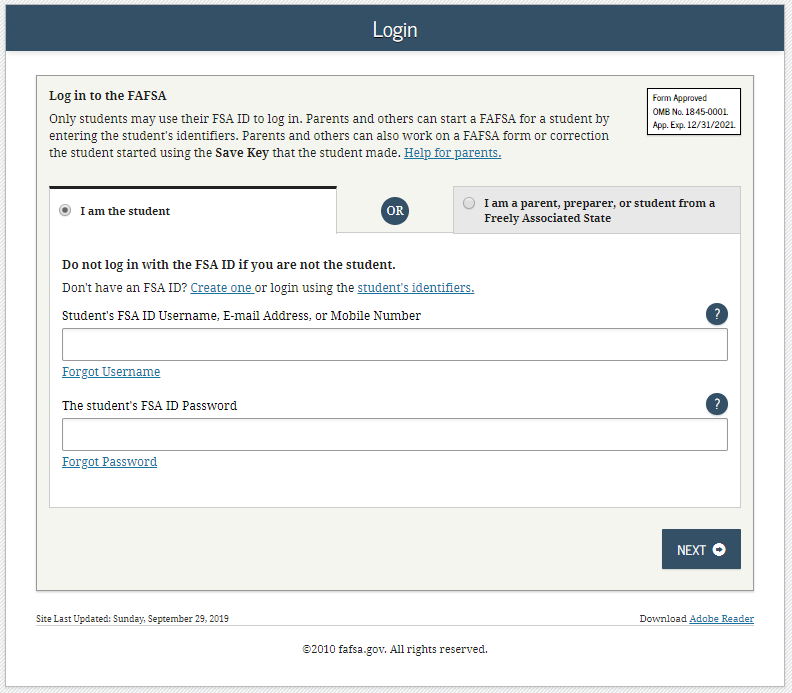 Login
Log in to the FAFSA
Form Approved
OMB No. 1845-0001.
App. Exp. 12/31/2021.
Only students may use their FSA ID to log in. Parents and others can start a FAFSA for a student by
entering the student's identifiers. Parents and others can also work on a FAFSA form or correction
the student started using the Save Key that the student made. Help for parents.
I am the student
OR
I am a parent, preparer, or student from a
Freely Associated State
Do not log in with the FSA ID if you are not the student.
Don't have an FSA ID? Create one or login using the student's identifiers.
Student's FSA ID Username, E-mail Address, or Mobile Number
?
Forgot Username
The student's FSA ID Password
?
Forgot Password
NEXT
Site Last Updated: Sunday, September 29, 2019
Download Adobe Reader
©2010 fafsa.gov. All rights reserved.